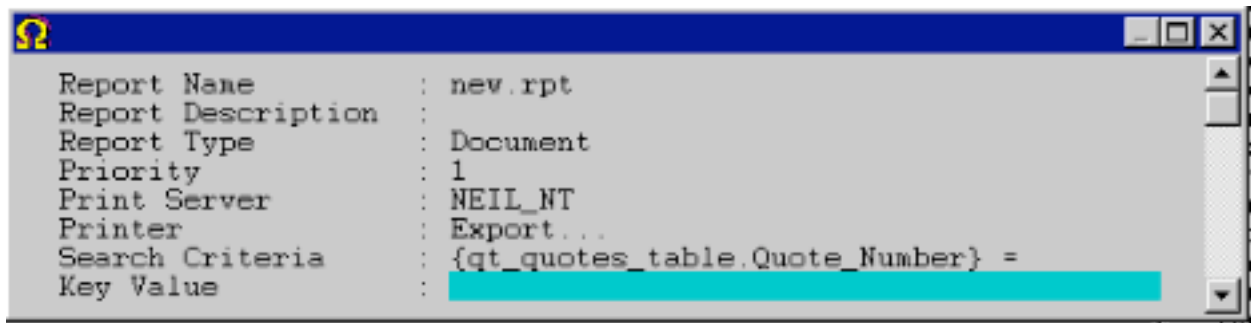 Report Name : new.rpt
Report Description :
Report Type : Document
Priority : 1
Print Server : NEIL_NT
Printer : Export...
Search Criteria : {qt_quotes_table.Quote_Number} =
Key Value :